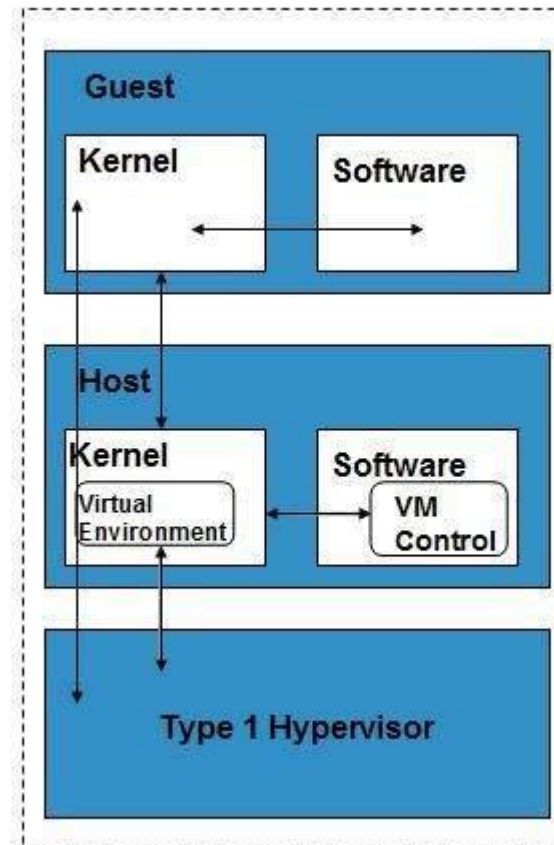 Guest
Kernel
Software
Host
Kernel
Software
Virtual
Environment
VM
Control
Type 1 Hypervisor